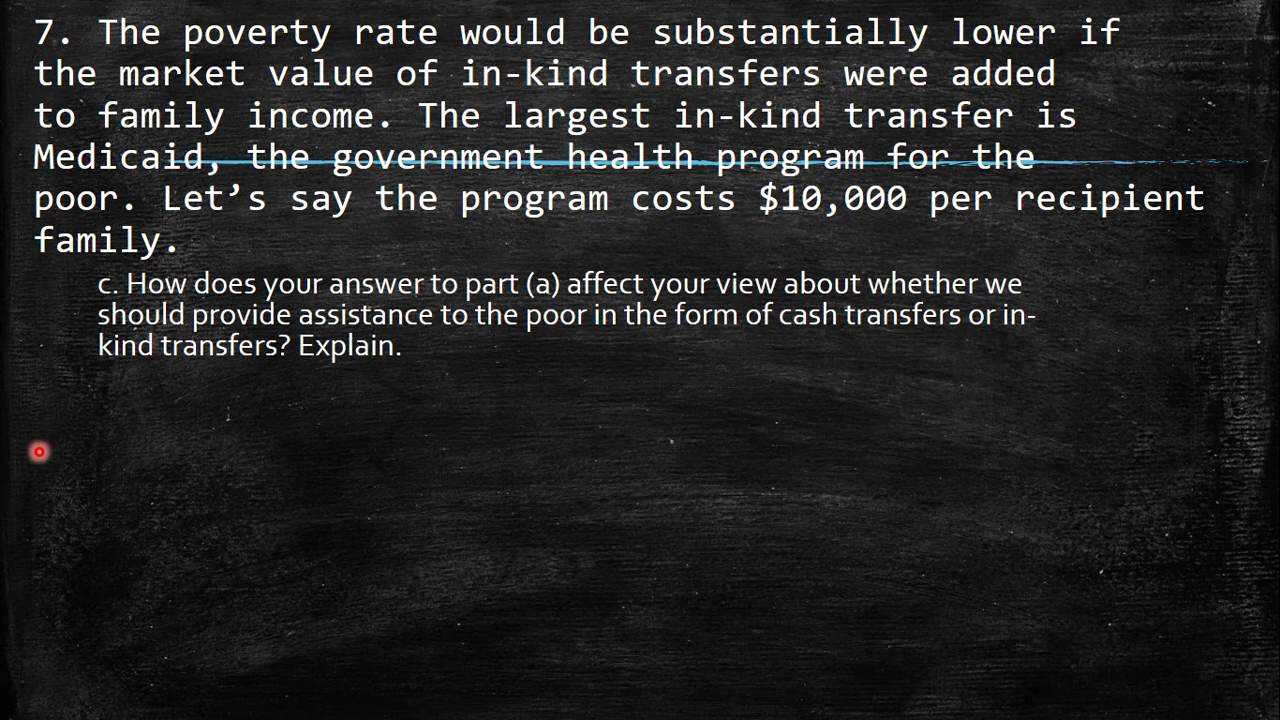 7. The poverty rate would be substantially lower if
the market value of in-kind transfers were added
to family income. The largest in-kind transfer is
Medicaid, the government health program for the
poor. Let’s say the program costs $10,000 per recipient
family.
c. How does your answer to part (a) affect your view about whether we
should provide assistance to the poor in the form of cash transfers or in-
kind transfers? Explain.